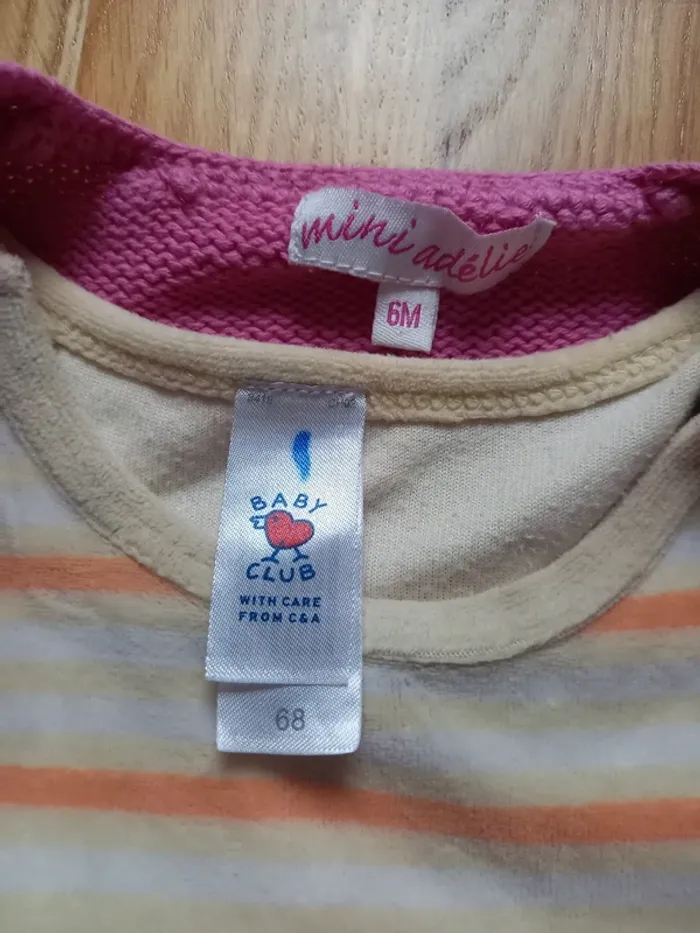 mini adélie
6M
BABY
CLUB
WITH CARE
FROM C&A
68